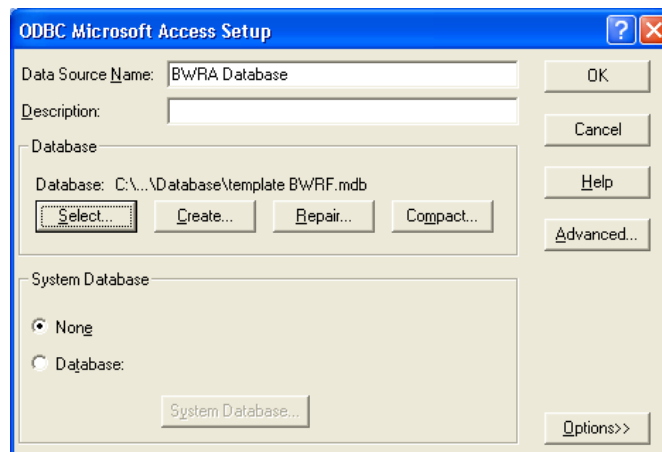 ODBC Microsoft Access Setup
Data Source Name: BWRA Database
OK
Description:
Cancel
Database
Database: C:\...\Database\template BWRF.mdb
Help
Select... Create... Repair... Compact...
Advanced...
System Database
None
Database:
System Database...
Options>>